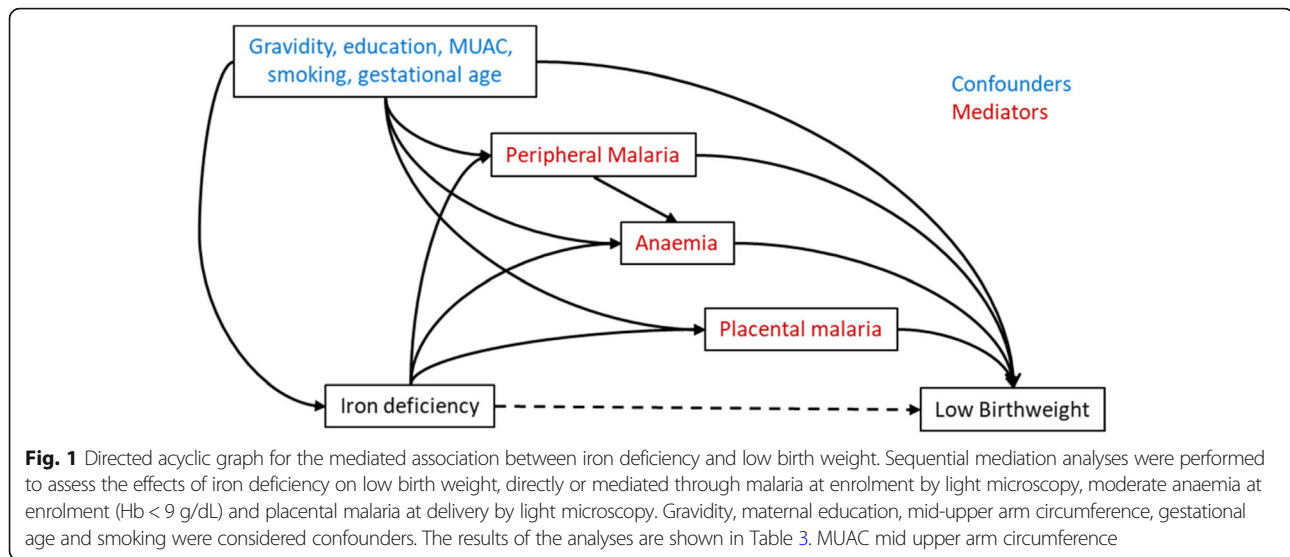 Gravidity, education, MUAC,
smoking, gestational age
Confounders
Mediators
Peripheral Malaria
Anaemia
Placental malaria
Iron deficiency
Low Birthweight
Fig. 1 Directed acyclic graph for the mediated association between iron deficiency and low birth weight. Sequential mediation analyses were performed
to assess the effects of iron deficiency on low birth weight, directly or mediated through malaria at enrolment by light microscopy, moderate anaemia at
enrolment (Hb < 9 g/dL) and placental malaria at delivery by light microscopy. Gravidity, maternal education, mid-upper arm circumference, gestational
age and smoking were considered confounders. The results of the analyses are shown in Table 3. MUAC mid upper arm circumference